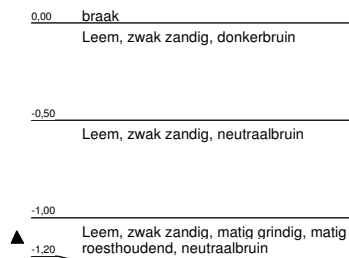 0,00 braak
Leem, zwak zandig, donkerbruin
-0,50
Leem, zwak zandig, neutraalbruin
-1,00
Leem, zwak zandig, matig grindig, matig
-1,20 roesthoudend, neutraalbruin